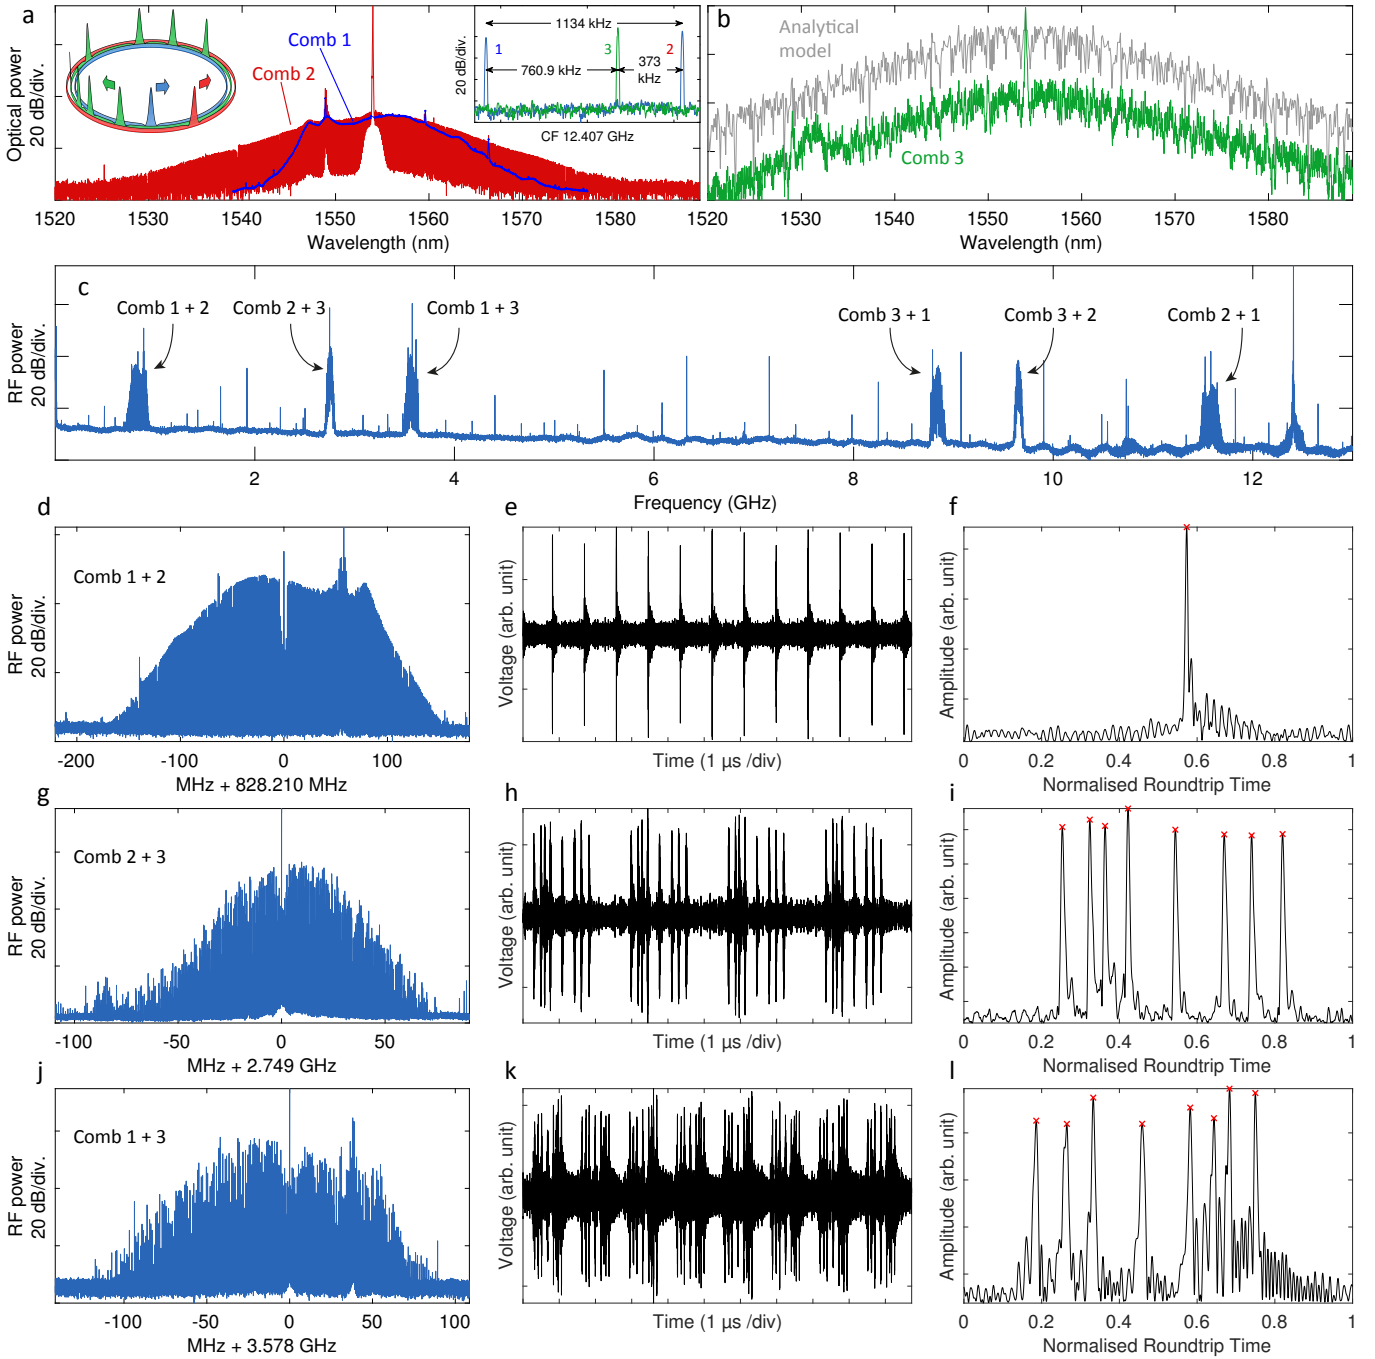 a
Optical power
20 dB/div.
Comb 1
Comb 2
1134 kHz
20 dB/div.
1
3
2
760.9 kHz
373
kHz
CF 12.407 GHz
1520
1530
1540
1550
1560
1570
1580
Wavelength (nm)
b
Analytical
model
Comb 3
1520
1530
1540
1550
1560
1570
1580
Wavelength (nm)
c
RF power
20 dB/div.
Comb 1 + 2
Comb 2 + 3
Comb 1 + 3
Comb 3 + 1
Comb 3 + 2
Comb 2 + 1
2
4
6
8
10
12
Frequency (GHz)
d
RF power
20 dB/div.
Comb 1 + 2
-200
-100
0
100
MHz + 828.210 MHz
e
Voltage (arb. unit)
Time (1 µs /div)
f
Amplitude (arb. unit)
0
0.2
0.4
0.6
0.8
1
Normalised Roundtrip Time
g
RF power
20 dB/div.
Comb 2 + 3
-100
-50
0
50
MHz + 2.749 GHz
h
Voltage (arb. unit)
Time (1 µs /div)
i
Amplitude (arb. unit)
0
0.2
0.4
0.6
0.8
1
Normalised Roundtrip Time
j
RF power
20 dB/div.
Comb 1 + 3
-100
-50
0
50
100
MHz + 3.578 GHz
k
Voltage (arb. unit)
Time (1 µs /div)
l
Amplitude (arb. unit)
0
0.2
0.4
0.6
0.8
1
Normalised Roundtrip Time